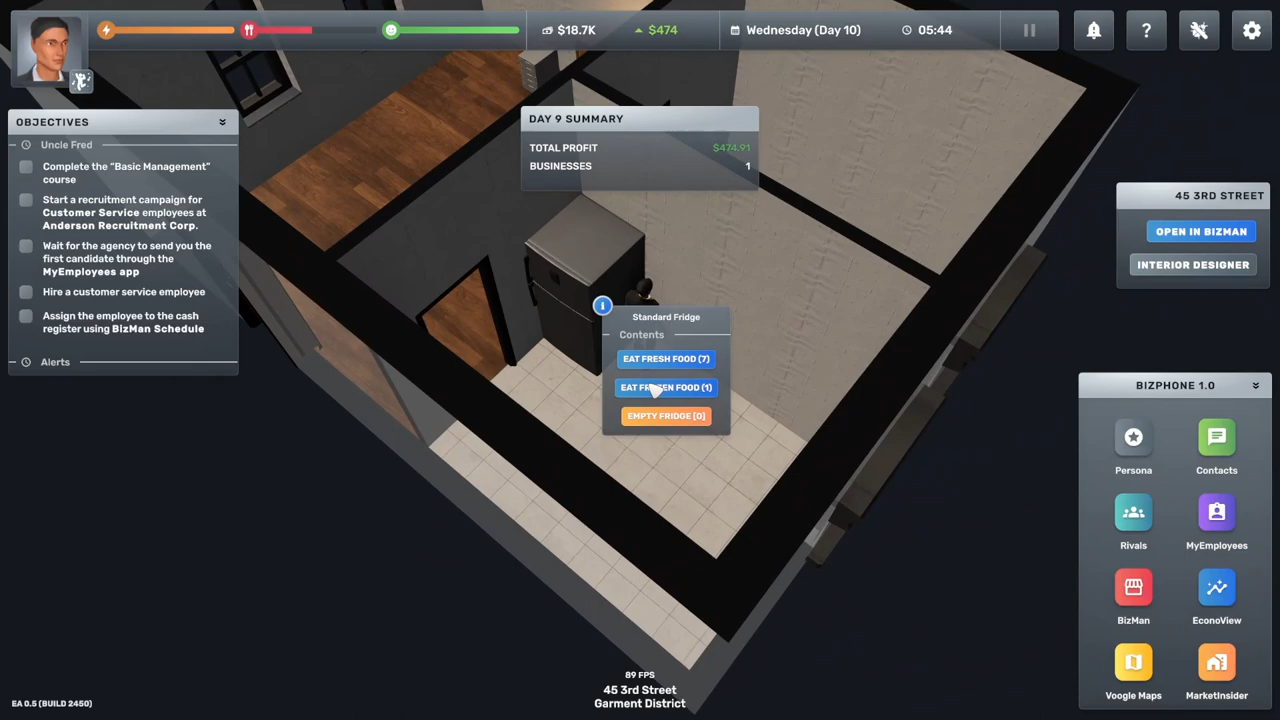 $18.7K
$474
Wednesday (Day 10)
05:44
?
OBJECTIVES
Uncle Fred
Complete the "Basic Management"
course
Start a recruitment campaign for
Customer Service employees at
Anderson Recruitment Corp.
Wait for the agency to send you the
first candidate through the
MyEmployees app
Hire a customer service employee
Assign the employee to the cash
register using BizMan Schedule
Alerts
DAY 9 SUMMARY
TOTAL PROFIT $474.91
BUSINESSES 1
45 3RD STREET
OPEN IN BIZMAN
INTERIOR DESIGNER
i
Standard Fridge
Contents
EAT FRESH FOOD (7)
EAT FROZEN FOOD (1)
EMPTY FRIDGE [0]
BIZPHONE 1.0
Persona
Contacts
Rivals
MyEmployees
BizMan
EconoView
Voogle Maps
MarketInsider
89 FPS
45 3rd Street
Garment District
EA 0.5 (BUILD 2450)